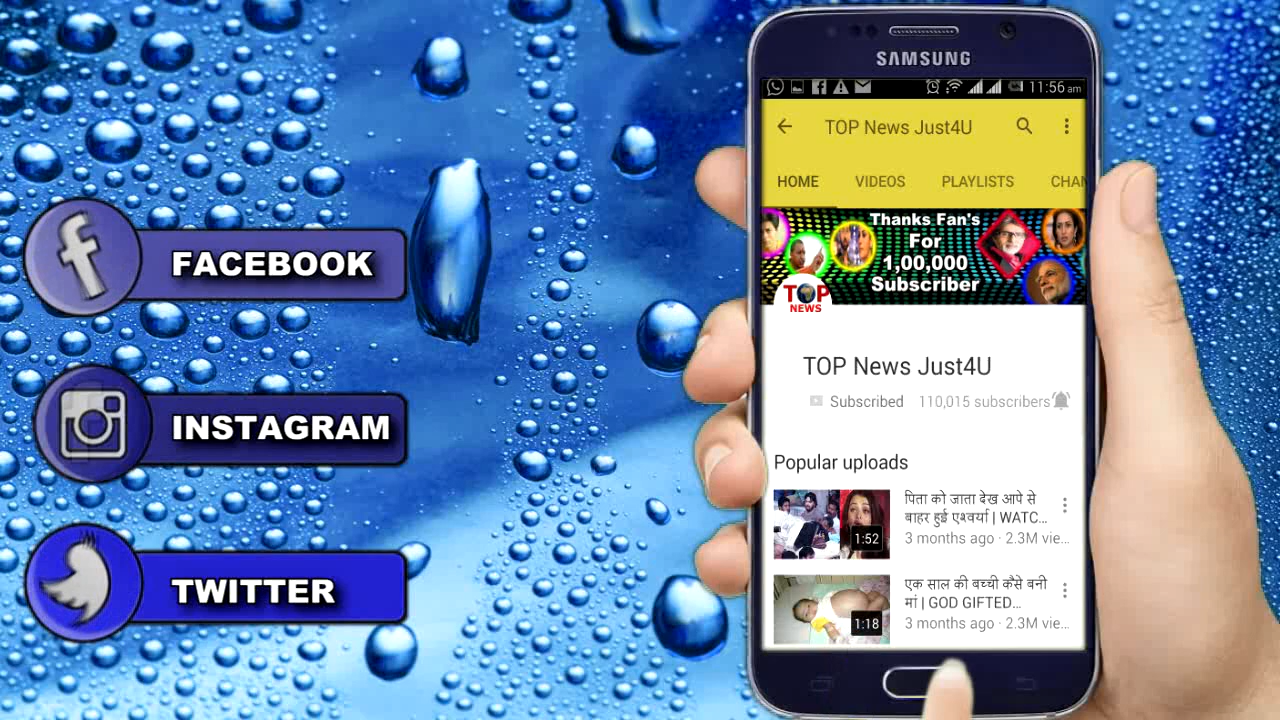 FACEBOOK
INSTAGRAM
TWITTER
SAMSUNG
11:56 am
TOP News Just4U
HOME VIDEOS PLAYLISTS CHAN
Thanks Fan's
For
1,00,000
Subscriber
TOP
NEWS
TOP News Just4U
Subscribed 110,015 subscribers
Popular uploads
पिता को जाता देख आपे से
बाहर हुई एश्वर्या | WATC...
3 months ago · 2.3M vie...
1:52
एक साल की बच्ची कैसे बनी
मां | GOD GIFTED...
3 months ago · 2.3M vie...
1:18